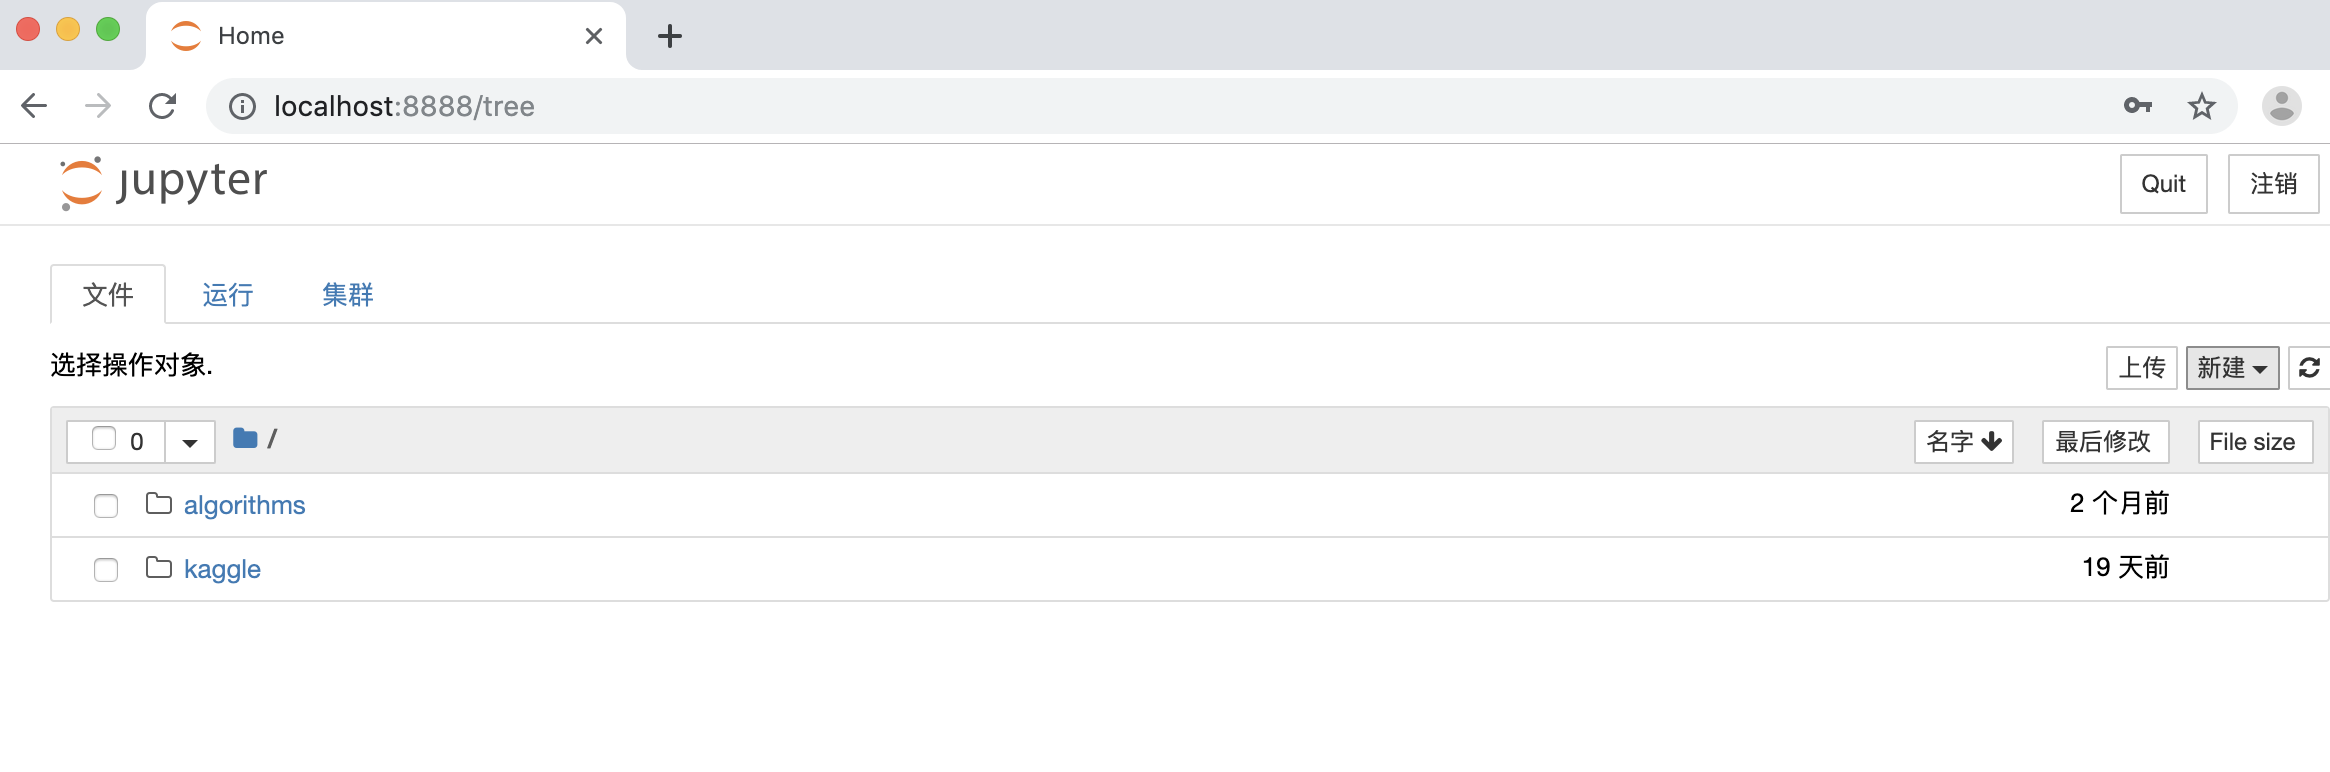 Home
localhost:8888/tree
jupyter
Quit 注销
文件 运行 集群
选择操作对象. 上传 新建
0 / 名字 最后修改 File size
algorithms 2 个月前
kaggle 19 天前